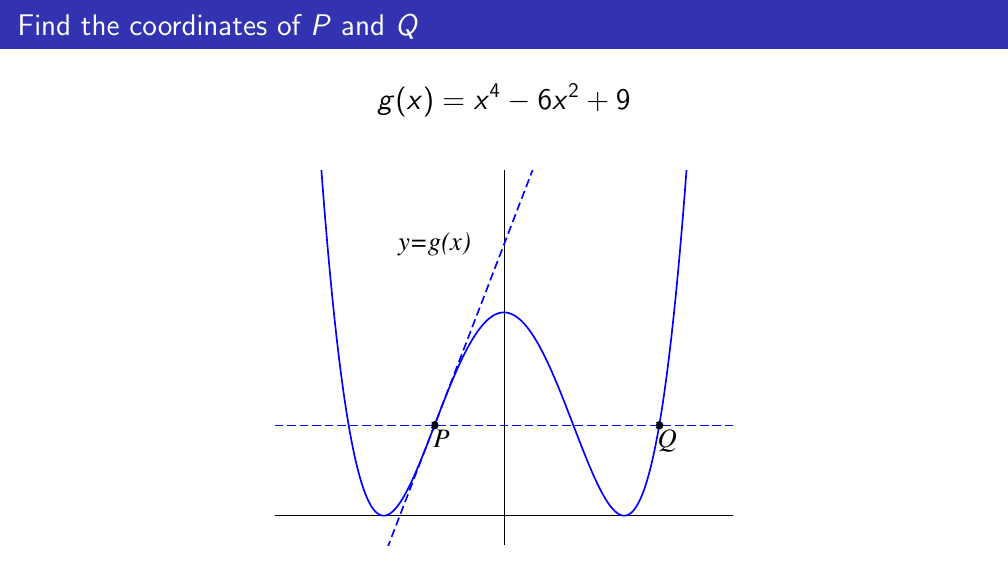 Find the coordinates of P and Q
g(x) = x⁴ − 6x² + 9
y=g(x)
P
Q